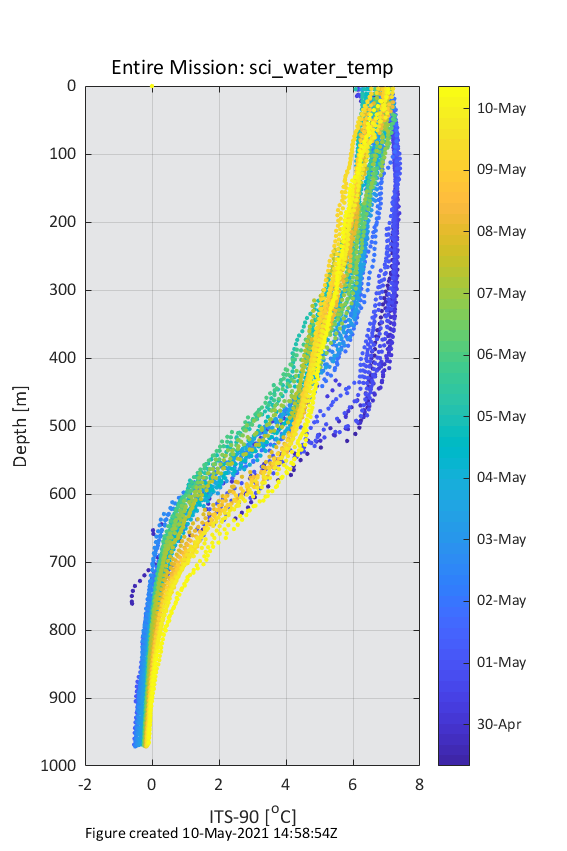 Entire Mission: sci_water_temp
0
100
200
300
400
500
600
700
800
900
1000
Depth [m]
-2 0 2 4 6 8
ITS-90 [°C]
10-May
09-May
08-May
07-May
06-May
05-May
04-May
03-May
02-May
01-May
30-Apr
Figure created 10-May-2021 14:58:54Z